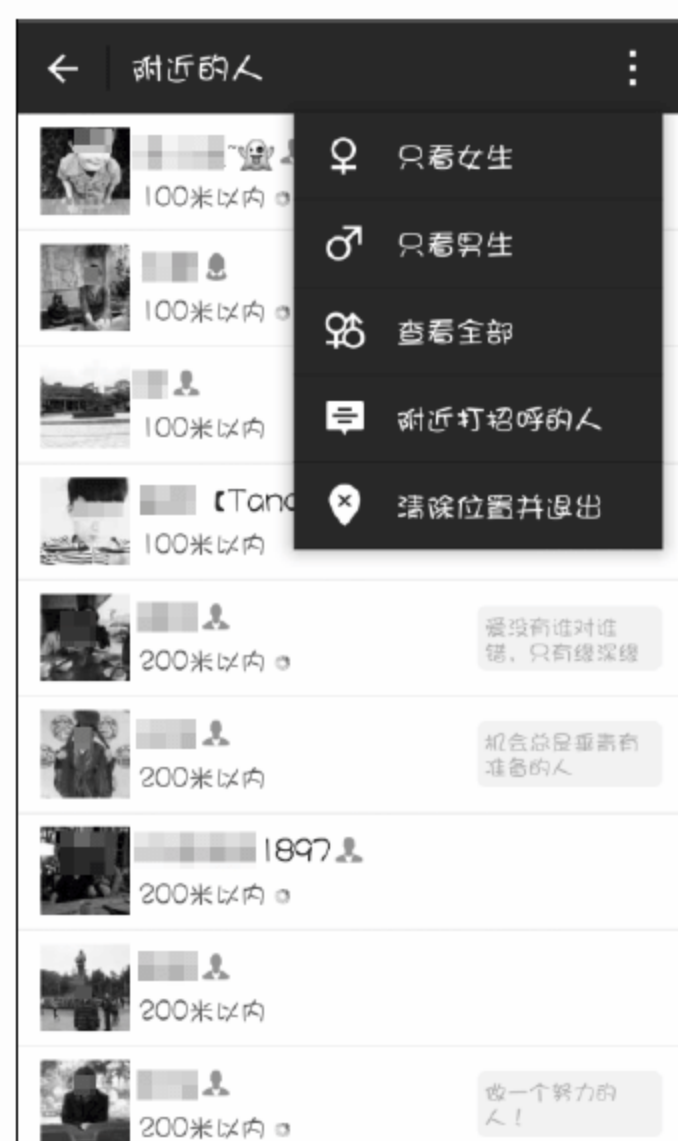 附近的人
只看女生
只看男生
查看全部
附近打招呼的人
清除位置并退出
~
100米以内
100米以内
100米以内
【Tan
100米以内
200米以内
爱没有谁对谁
错，只有缘深缘
200米以内
机会总是垂青有
准备的人
1897
200米以内
200米以内
200米以内
做一个努力的
人！